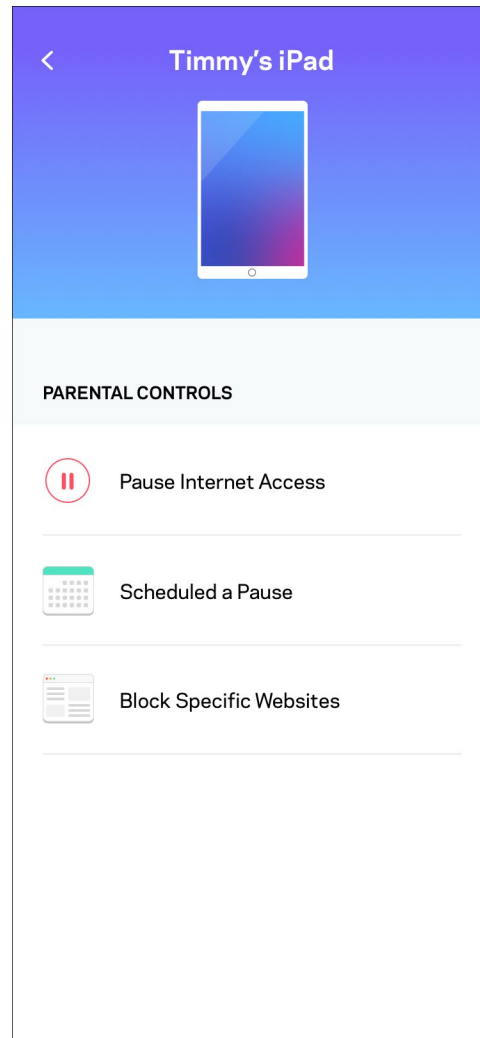 Timmy’s iPad
PARENTAL CONTROLS
Pause Internet Access
Scheduled a Pause
Block Specific Websites